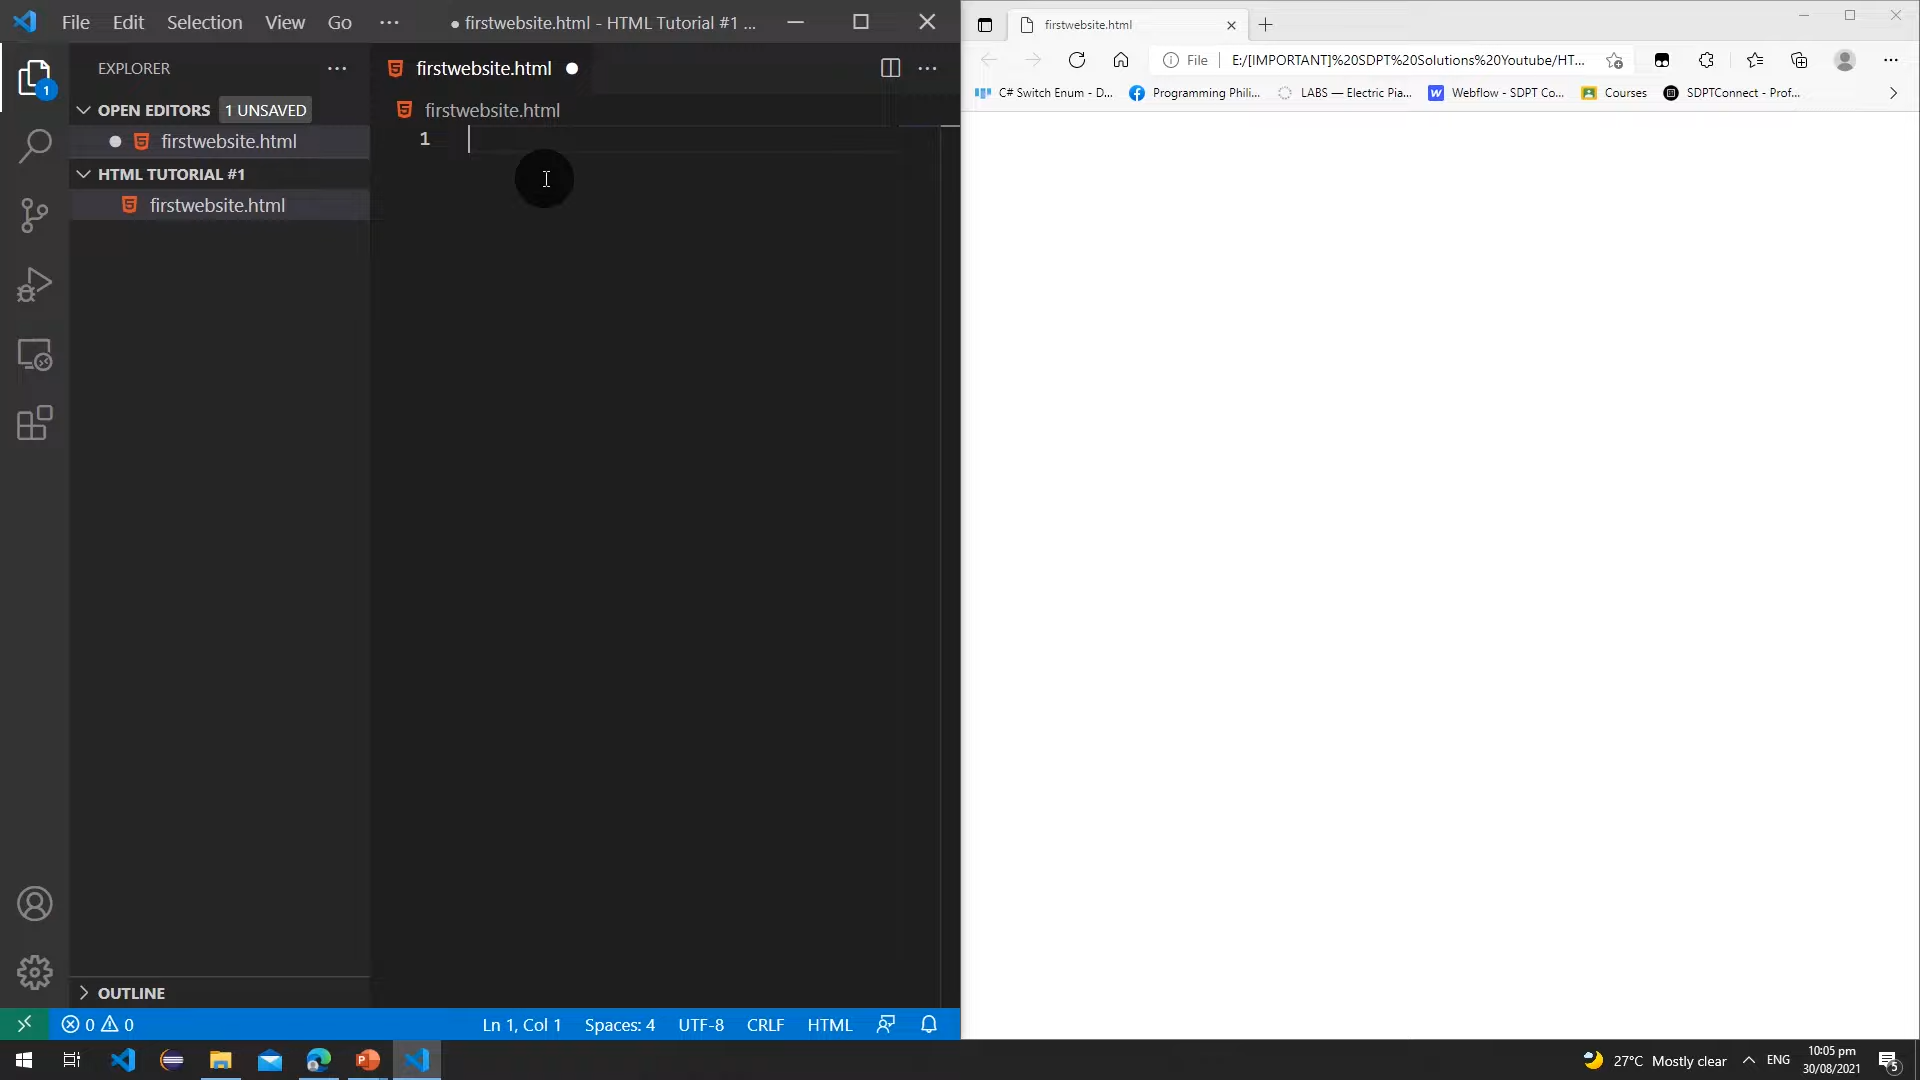 File Edit Selection View Go ··· ● firstwebsite.html - HTML Tutorial #1 ...
EXPLORER ···
1
OPEN EDITORS 1 UNSAVED
firstwebsite.html
HTML TUTORIAL #1
firstwebsite.html
OUTLINE
firstwebsite.html
firstwebsite.html
1
0 0 Ln 1, Col 1 Spaces: 4 UTF-8 CRLF HTML
firstwebsite.html
File E:/[IMPORTANT]%20SDPT%20Solutions%20Youtube/HT...
C# Switch Enum - D... Programming Phili... LABS — Electric Pia... Webflow - SDPT Co... Courses SDPTConnect - Prof...
27°C Mostly clear ENG 10:05 pm
30/08/2021
5